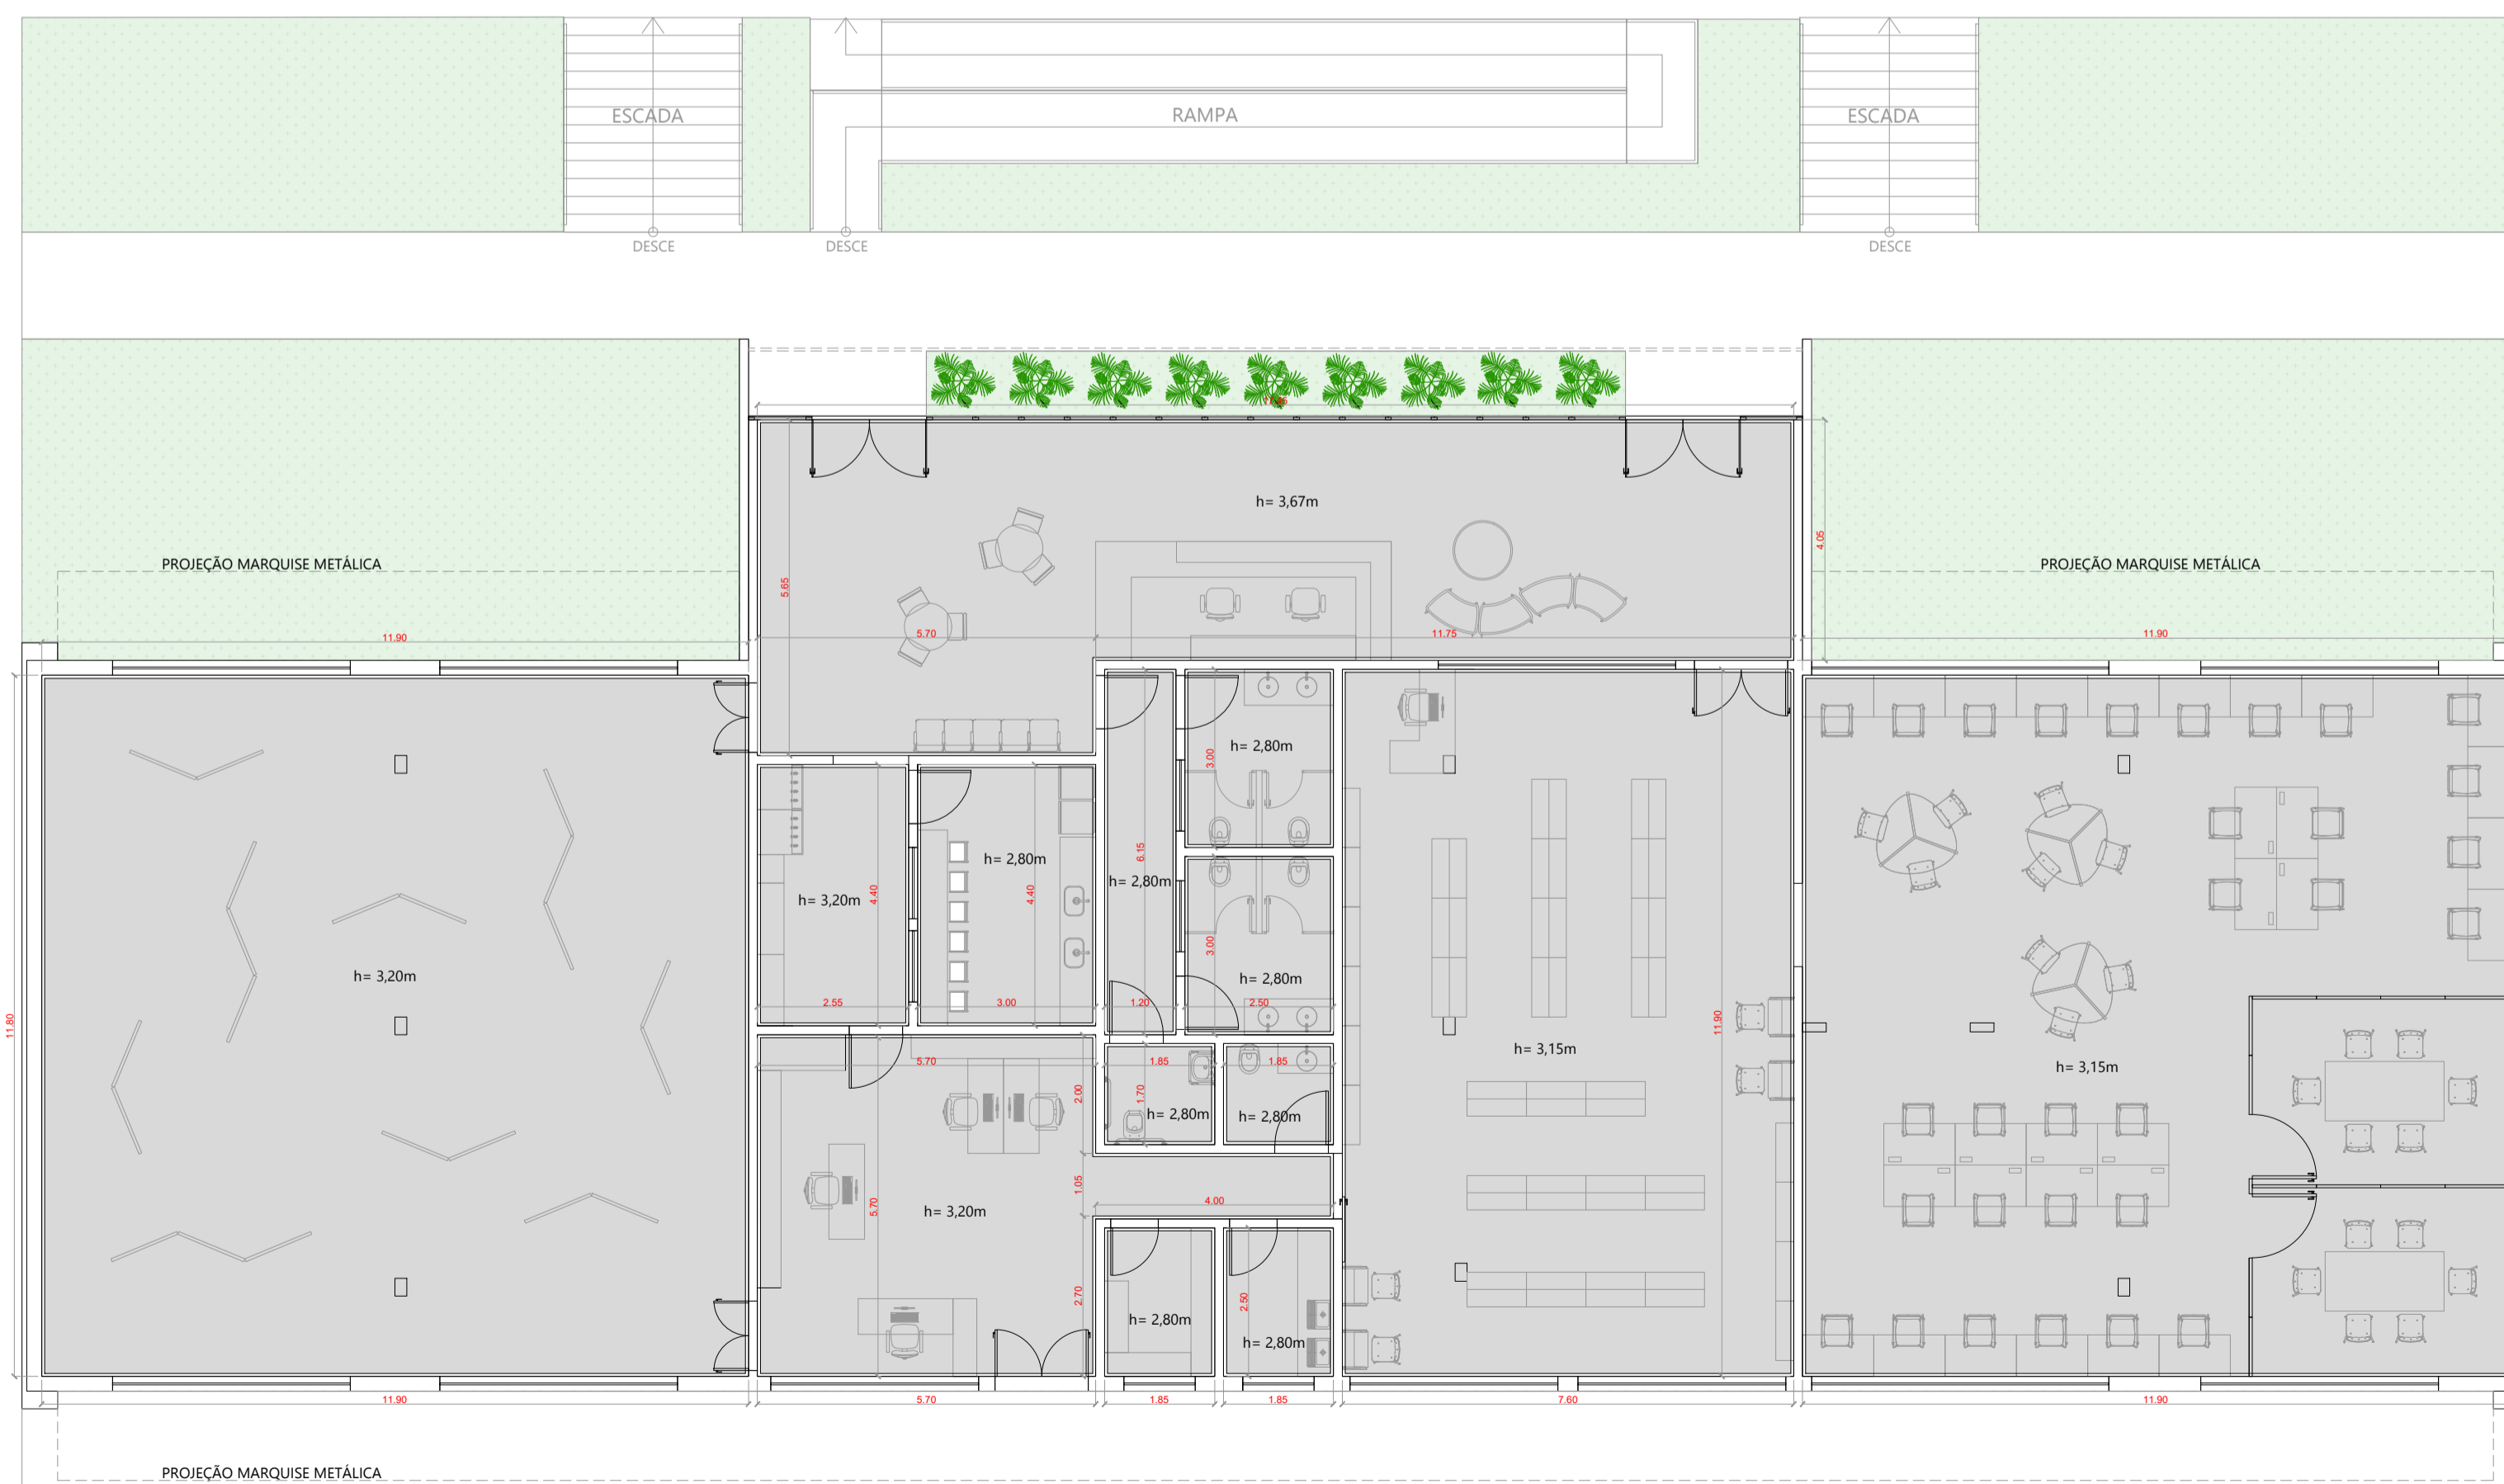 ESCADA
RAMPA
ESCADA
DESCE
DESCE
DESCE
h= 3,67m
4.05
PROJEÇÃO MARQUISE METÁLICA
PROJEÇÃO MARQUISE METÁLICA
5.65
11.90
5.70
11.75
11.90
h= 2,80m
3.00
h= 2,80m
6.15
h= 2,80m
4.40
4.40
h= 3,20m
3.00
h= 3,20m
h= 2,80m
2.55
3.00
1.20
2.50
11.80
11.90
h= 3,15m
h= 3,15m
5.70
1.85
1.85
2.00
1.70
h= 2,80m
h= 2,80m
1.05
4.00
5.70
h= 3,20m
2.70
2.50
h= 2,80m
h= 2,80m
11.90
5.70
1.85
1.85
7.60
11.90
PROJEÇÃO MARQUISE METÁLICA